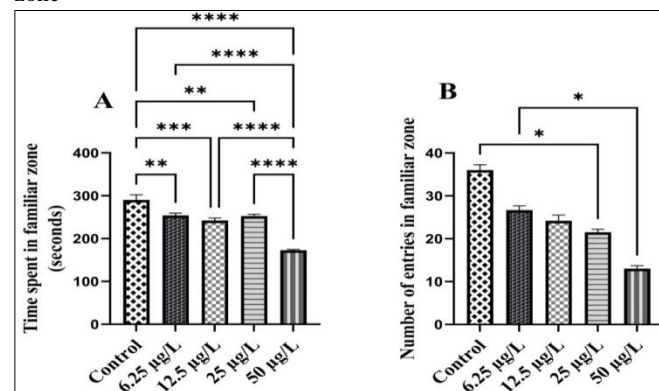 zone
A
****
****
**
***
****
**
****
Time spent in familiar zone
(seconds)
400
300
200
100
0
Control
6.25 µg/L
12.5 µg/L
25 µg/L
50 µg/L
B
*
*
Number of entries in familiar zone
40
30
20
10
0
Control
6.25 µg/L
12.5 µg/L
25 µg/L
50 µg/L